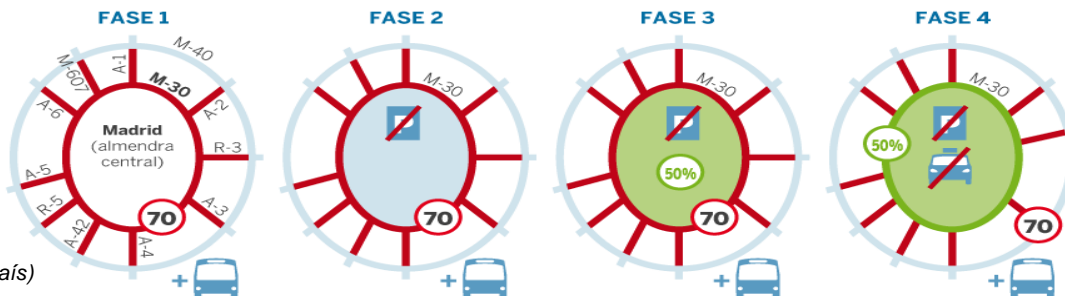 FASE 1
M-40
A-1
M-607
M-30
A-6
A-2
Madrid
(almendra
central)
R-3
A-5
R-5
A-3
70
A-42
A-4
+
FASE 2
M-30
P
70
+
FASE 3
M-30
P
50%
70
+
FASE 4
M-30
P
50%
70
+
aís)